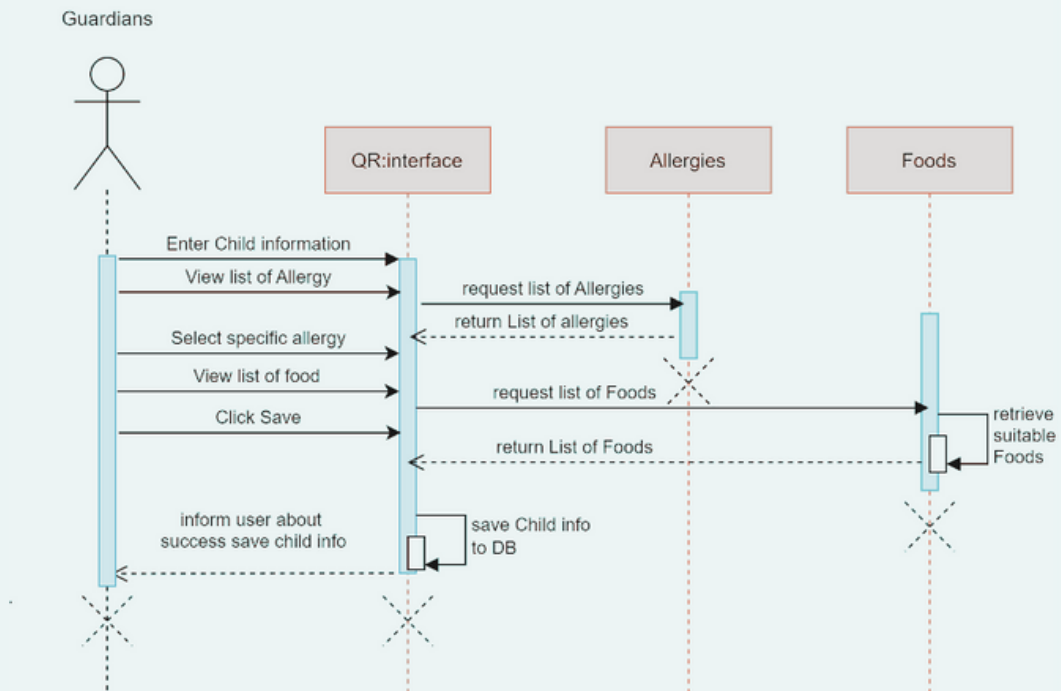 Guardians
QR:interface
Allergies
Foods
Enter Child information
View list of Allergy
request list of Allergies
return List of allergies
Select specific allergy
View list of food
request list of Foods
Click Save
retrieve
suitable
Foods
return List of Foods
inform user about
success save child info
save Child info
to DB